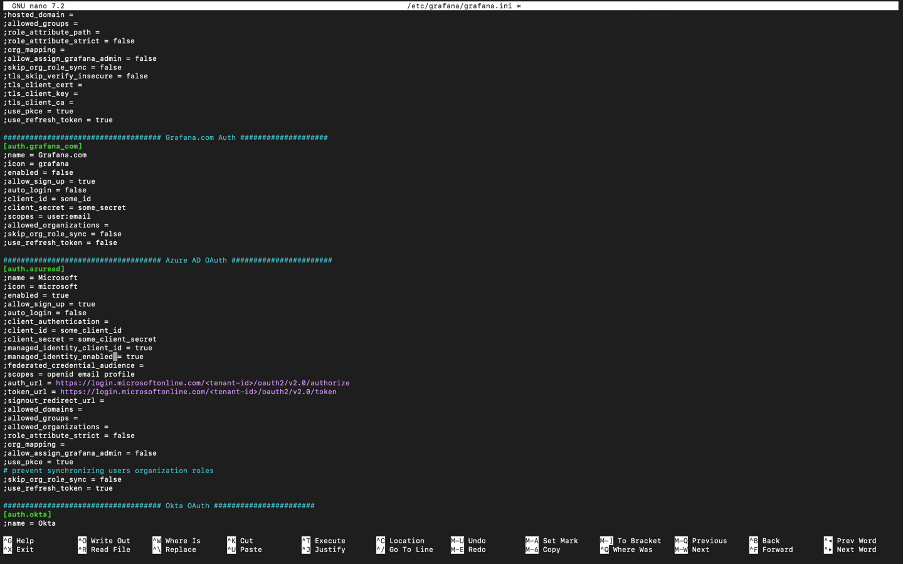 GNU nano 7.2 /etc/grafana/grafana.ini *
;hosted_domain =
;allowed_groups =
;role_attribute_path =
;role_attribute_strict = false
;org_mapping =
;allow_assign_grafana_admin = false
;skip_org_role_sync = false
;tls_skip_verify_insecure = false
;tls_client_cert =
;tls_client_key =
;tls_client_ca =
;use_pkce = true
;use_refresh_token = true
#################################### Grafana.com Auth ####################
[auth.grafana_com]
;name = Grafana.com
;icon = grafana
;enabled = false
;allow_sign_up = true
;auto_login = false
;client_id = some_id
;client_secret = some_secret
;scopes = user:email
;allowed_organizations =
;skip_org_role_sync = false
;use_refresh_token = false
#################################### Azure AD OAuth #######################
[auth.azuread]
;name = Microsoft
;icon = microsoft
;enabled = true
;allow_sign_up = true
;auto_login = false
;client_authentication =
;client_id = some_client_id
;client_secret = some_client_secret
;managed_identity_client_id = true
;managed_identity_enabled = true
;federated_credential_audience =
;scopes = openid email profile
;auth_url = https://login.microsoftonline.com/<tenant-id>/oauth2/v2.0/authorize
;token_url = https://login.microsoftonline.com/<tenant-id>/oauth2/v2.0/token
;signout_redirect_url =
;allowed_domains =
;allowed_groups =
;allowed_organizations =
;role_attribute_strict = false
;org_mapping =
;allow_assign_grafana_admin = false
;use_pkce = true
# prevent synchronizing users organization roles
;skip_org_role_sync = false
;use_refresh_token = true
#################################### Okta OAuth #######################
[auth.okta]
;name = Okta
^G Help ^O Write Out ^W Where Is ^K Cut ^T Execute ^C Location M-U Undo M-A Set Mark M-] To Bracket M-Q Previous ^B Back ^◂ Prev Word
^X Exit ^R Read File ^\ Replace ^U Paste ^J Justify ^/ Go To Line M-E Redo M-6 Copy ^Q Where Was M-W Next ^F Forward ^▸ Next Word